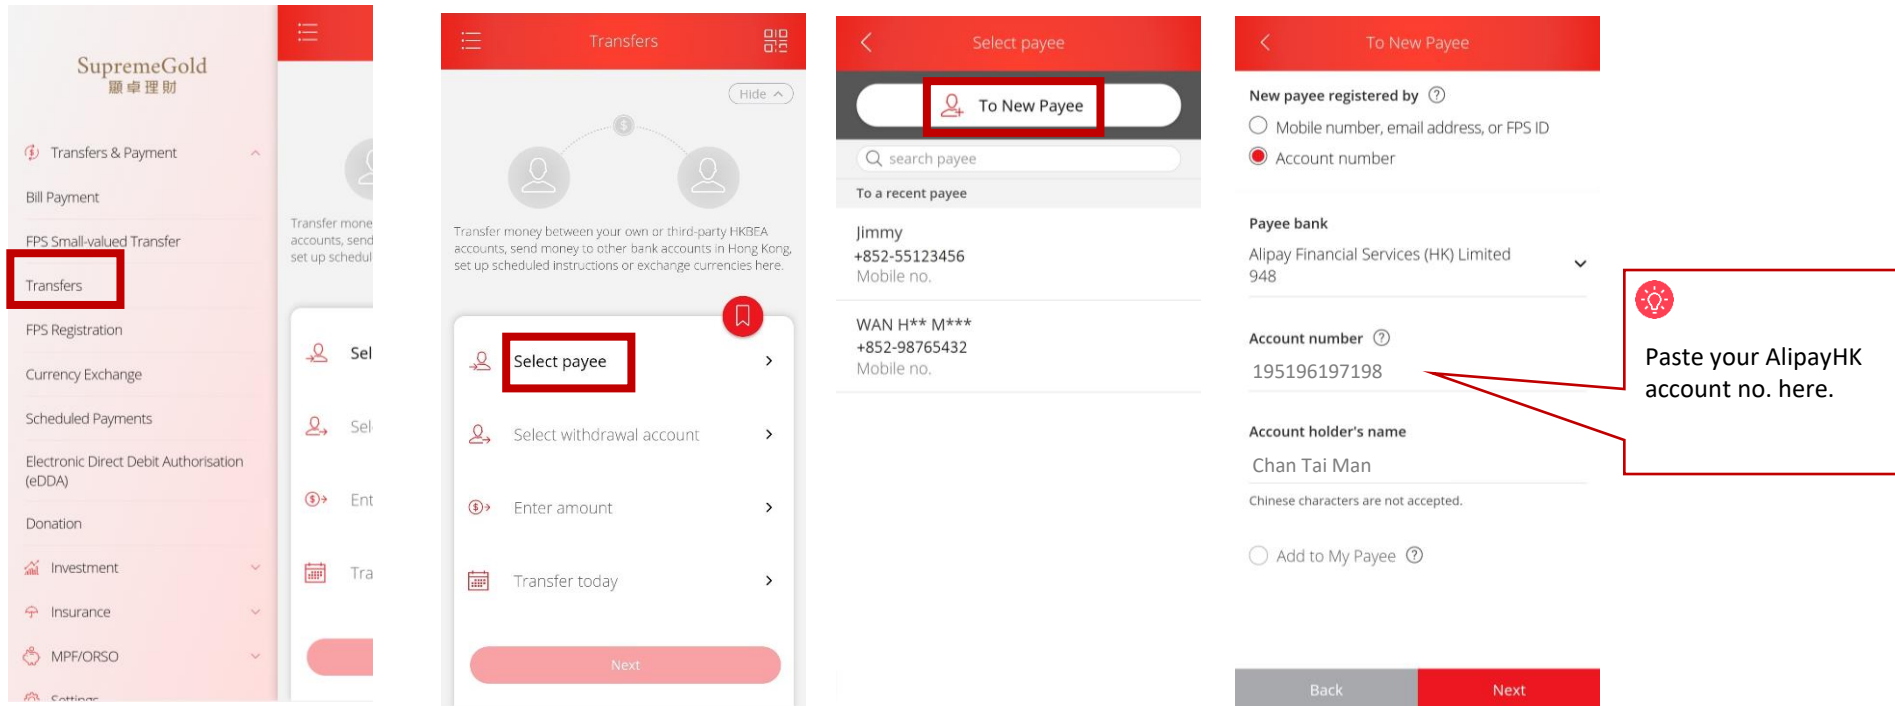 SupremeGold
顯卓理財
Transfers & Payment
Bill Payment
FPS Small-valued Transfer
Transfers
FPS Registration
Currency Exchange
Scheduled Payments
Electronic Direct Debit Authorisation
(eDDA)
Donation
Investment
Insurance
MPF/ORSO
Settings
Transfer mone
accounts, send
set up schedul
Sel
Sel
Ent
Tra
Transfers
Hide
Transfer money between your own or third-party HKBEA
accounts, send money to other bank accounts in Hong Kong,
set up scheduled instructions or exchange currencies here.
Select payee
Select withdrawal account
Enter amount
Transfer today
Next
Select payee
To New Payee
search payee
To a recent payee
Jimmy
+852-55123456
Mobile no.
WAN H** M***
+852-98765432
Mobile no.
To New Payee
New payee registered by ?
Mobile number, email address, or FPS ID
Account number
Payee bank
Alipay Financial Services (HK) Limited
948
Account number ?
195196197198
Account holder's name
Chan Tai Man
Chinese characters are not accepted.
Add to My Payee ?
Back
Next
Paste your AlipayHK
account no. here.